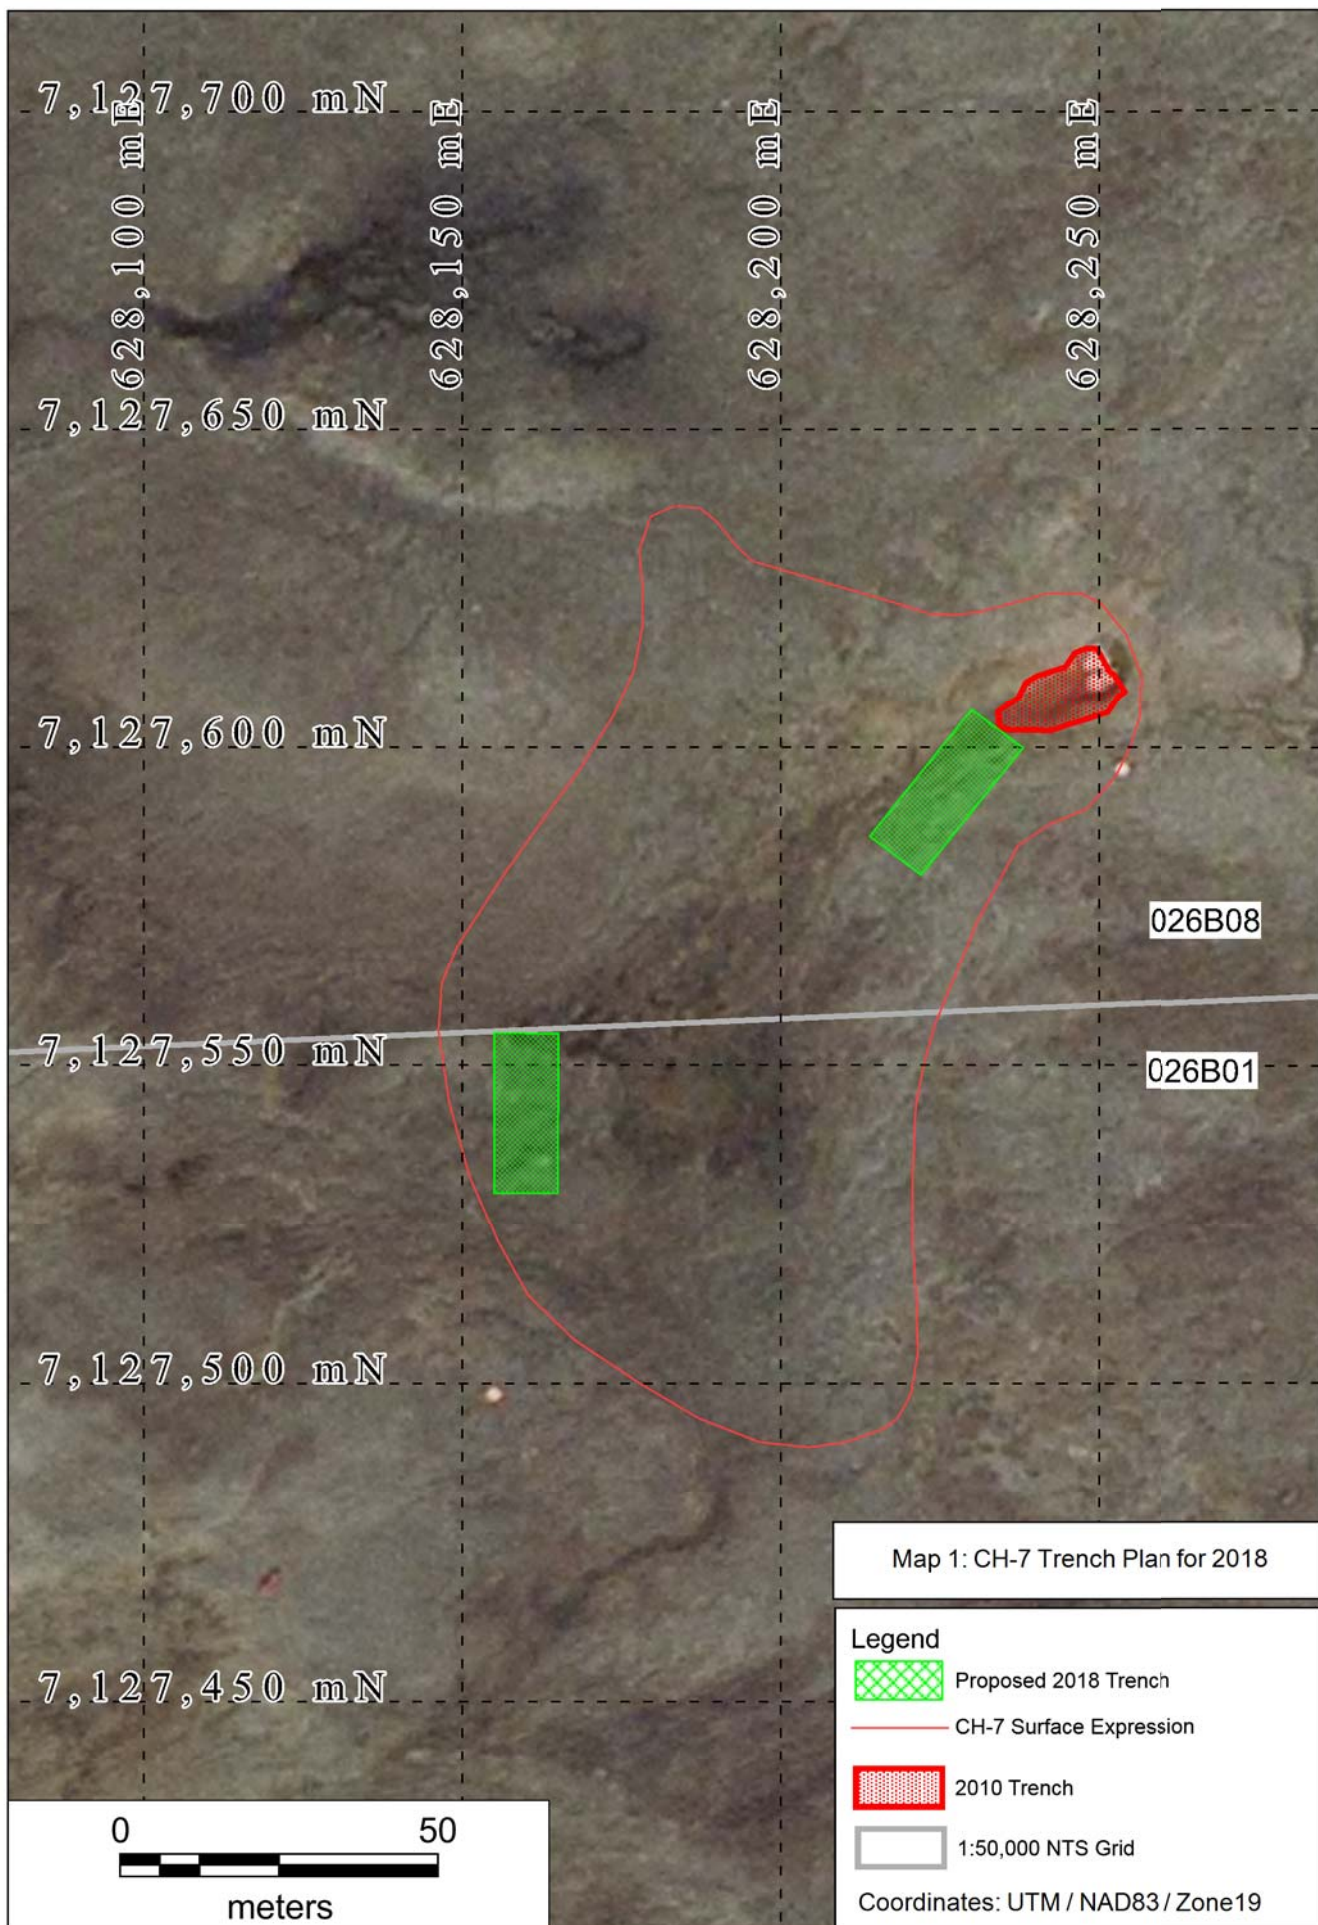 7,127,700 mN
628,100 mE
628,150 mE
628,200 mE
628,250 mE
7,127,650 mN
7,127,600 mN
026B08
7,127,550 mN
026B01
7,127,500 mN
7,127,450 mN
Map 1: CH-7 Trench Plan for 2018
Legend
Proposed 2018 Trench
CH-7 Surface Expression
2010 Trench
1:50,000 NTS Grid
Coordinates: UTM / NAD83 / Zone19
0 50
meters